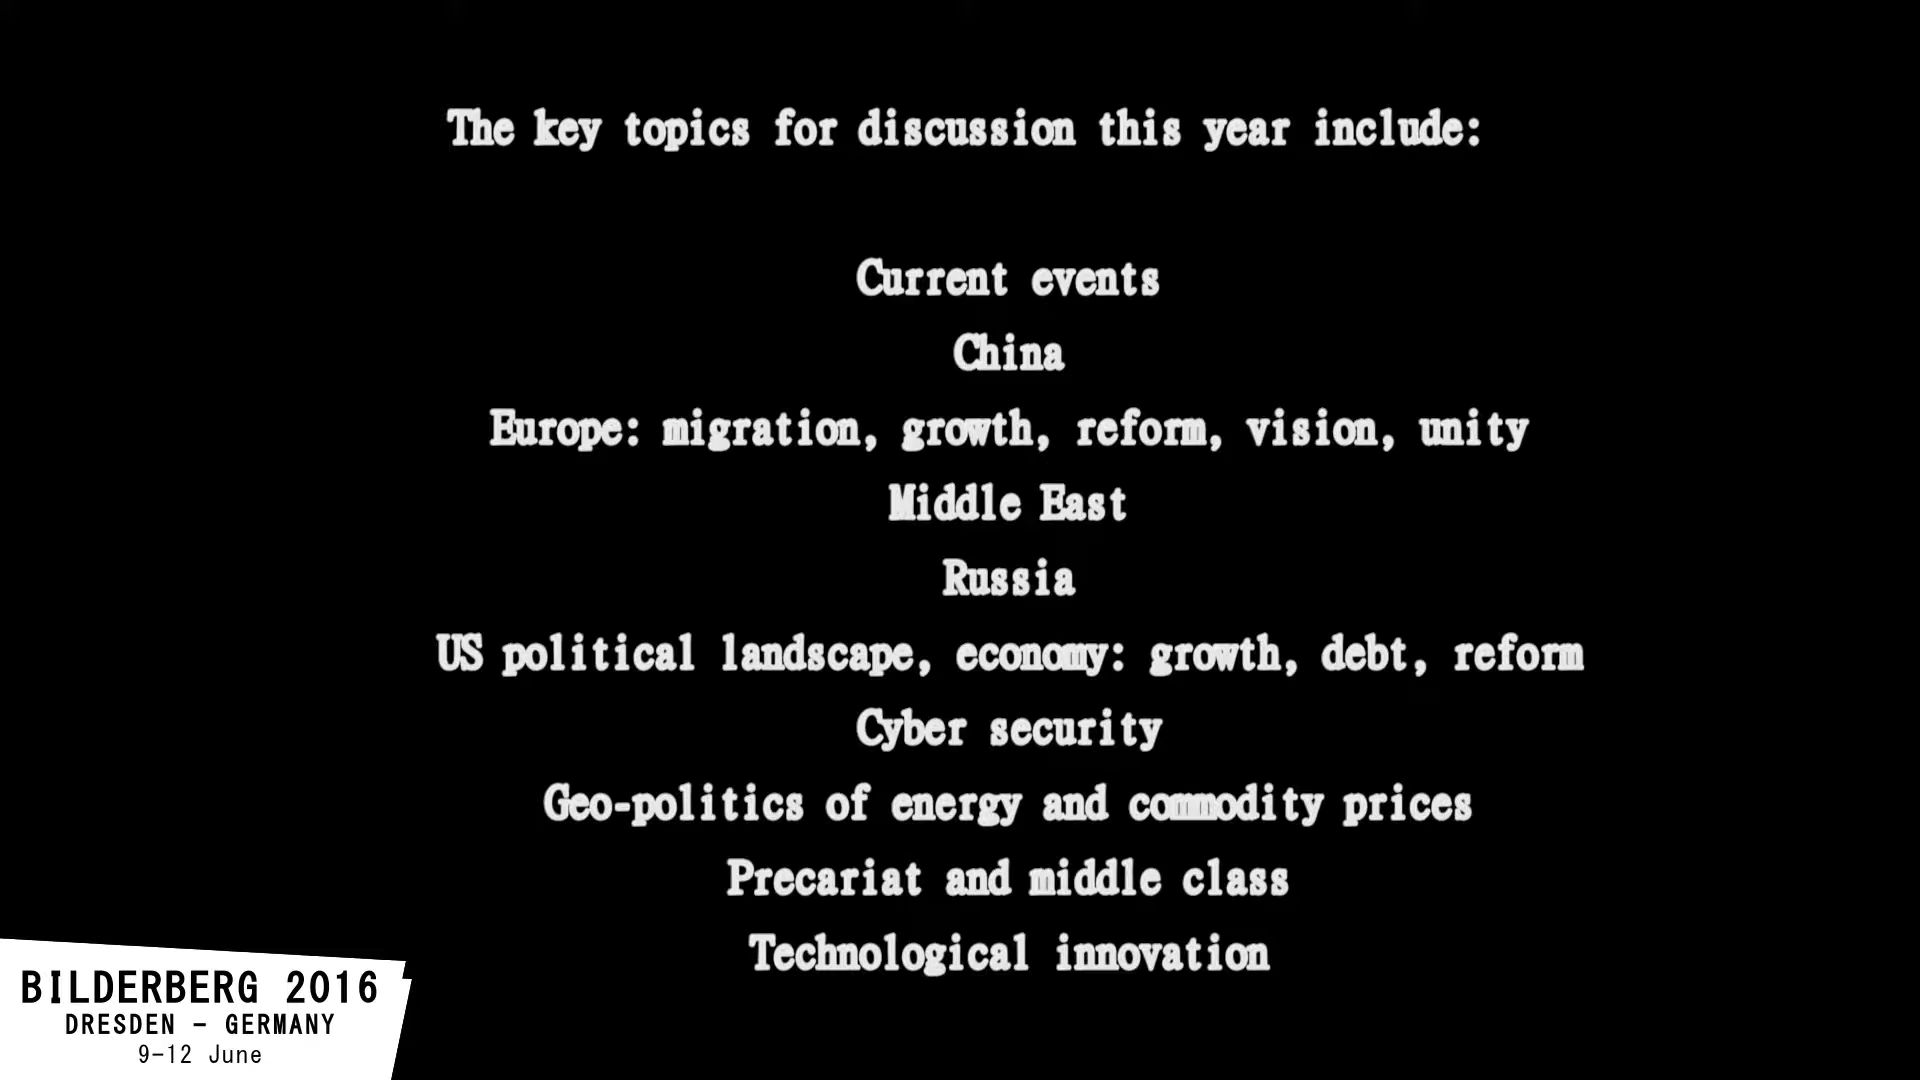 The key topics for discussion this year include:
Current events
China
Europe: migration, growth, reform, vision, unity
Middle East
Russia
US political landscape, economy: growth, debt, reform
Cyber security
Geo-politics of energy and commodity prices
Precariat and middle class
Technological innovation
BILDERBERG 2016
DRESDEN - GERMANY
9-12 June